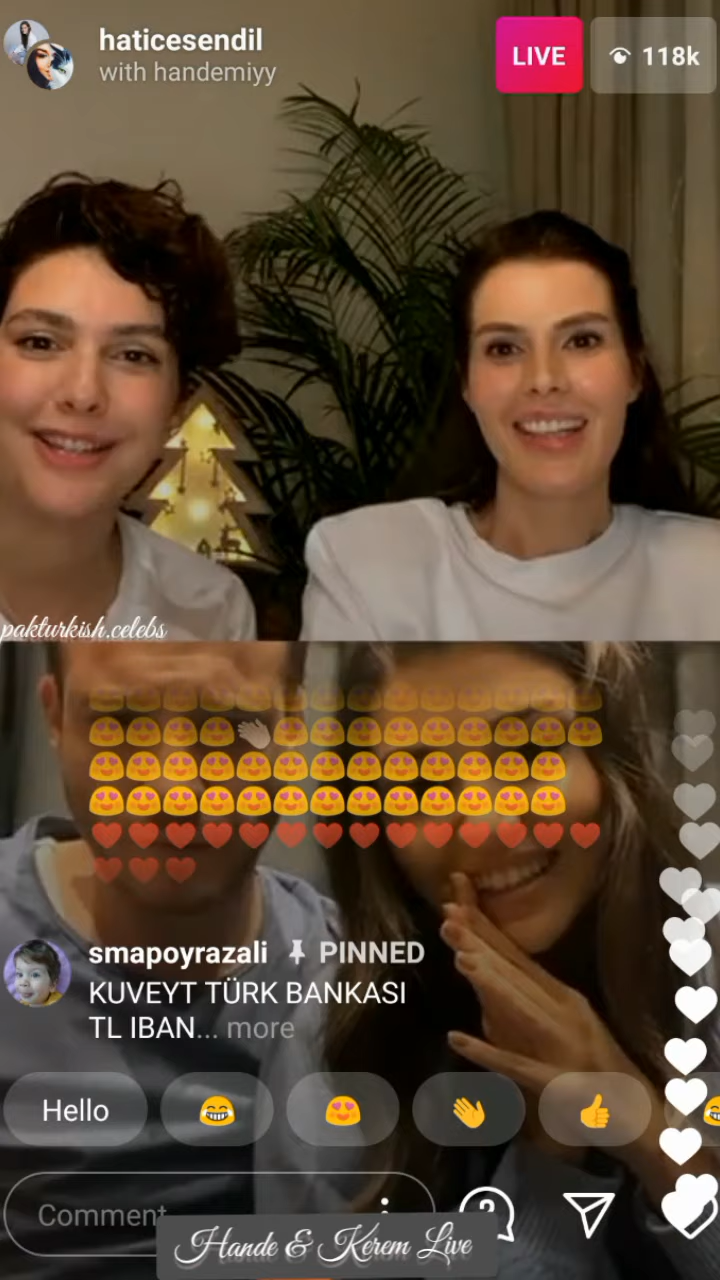 haticesendil
with handemiyy
LIVE
118k
pakturkish.celebs
smapoyrazali PINNED
KUVEYT TÜRK BANKASI
TL IBAN... more
Hello
Comment
Hande & Kerem Live